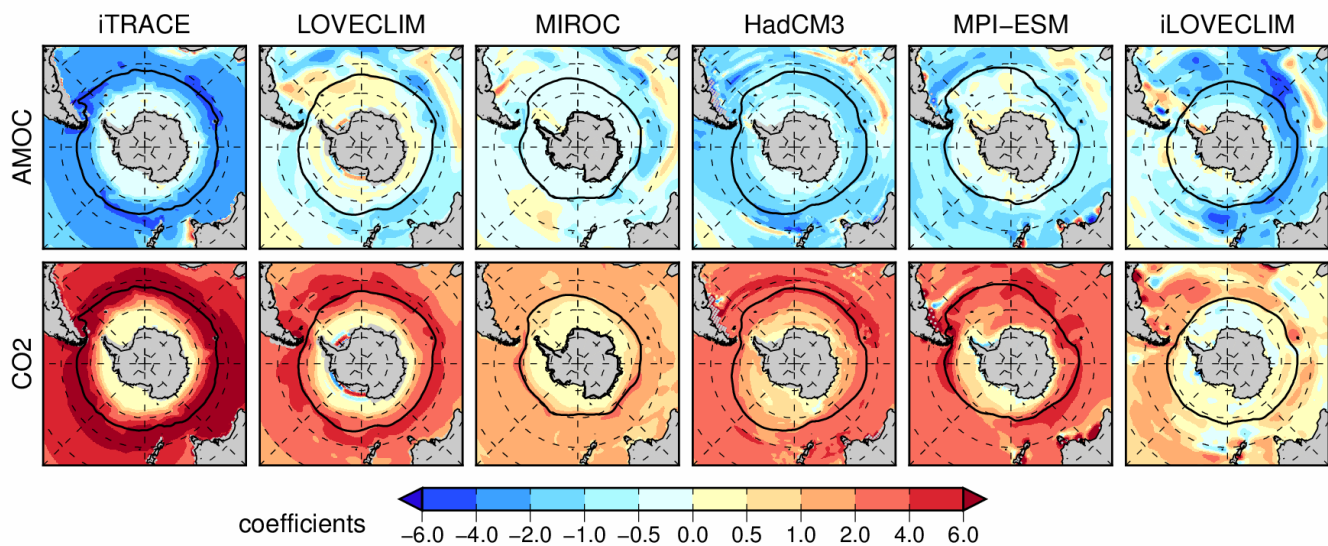 iTRACE LOVECLIM MIROC HadCM3 MPI−ESM iLOVECLIM
AMOC
CO2
coefficients
−6.0 −4.0 −2.0 −1.0 −0.5 0.0 0.5 1.0 2.0 4.0 6.0